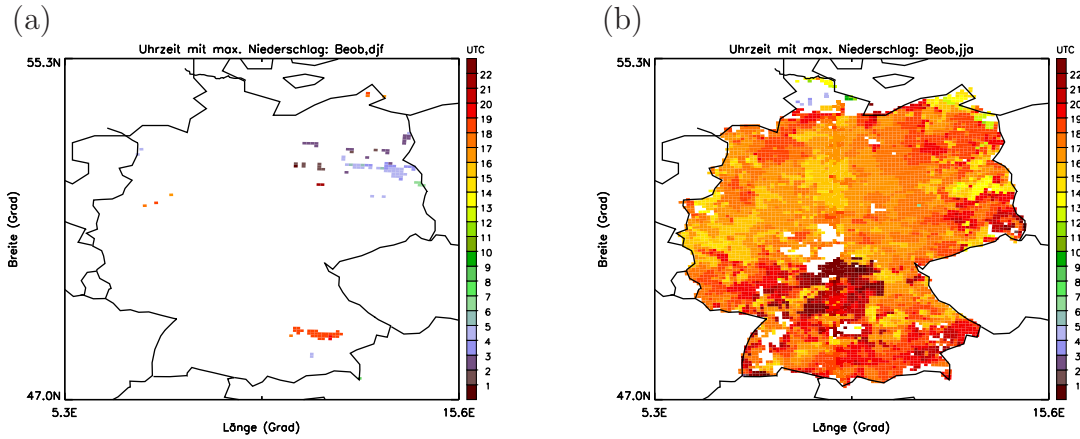 (a)
Uhrzeit mit max. Niederschlag: Beob,djf
UTC
55.3N
22
21
20
19
18
17
16
15
14
13
12
11
10
9
8
7
6
5
4
3
2
1
Breite (Grad)
47.0N
5.3E
15.6E
Länge (Grad)
(b)
Uhrzeit mit max. Niederschlag: Beob,jja
UTC
55.3N
22
21
20
19
18
17
16
15
14
13
12
11
10
9
8
7
6
5
4
3
2
1
Breite (Grad)
47.0N
5.3E
15.6E
Länge (Grad)